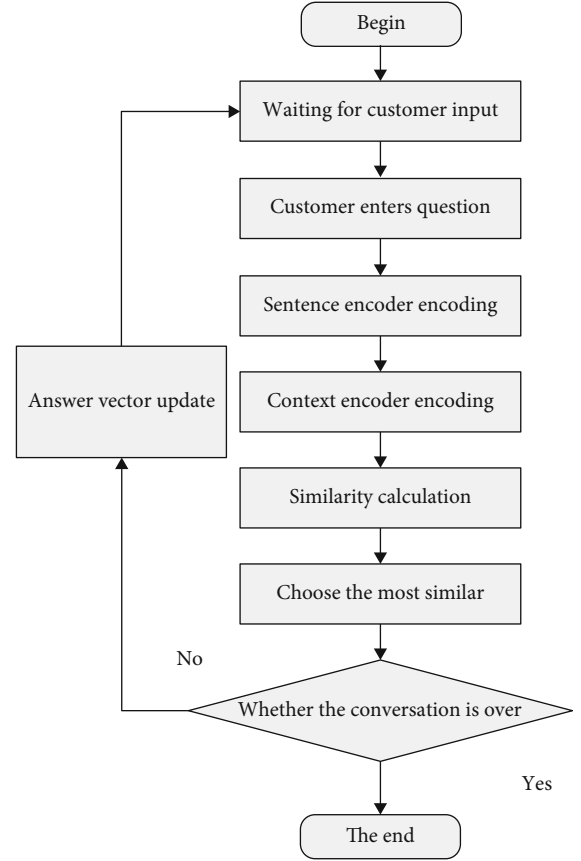 Begin
Waiting for customer input
Customer enters question
Sentence encoder encoding
Answer vector update
Context encoder encoding
Similarity calculation
Choose the most similar
No
Whether the conversation is over
Yes
The end